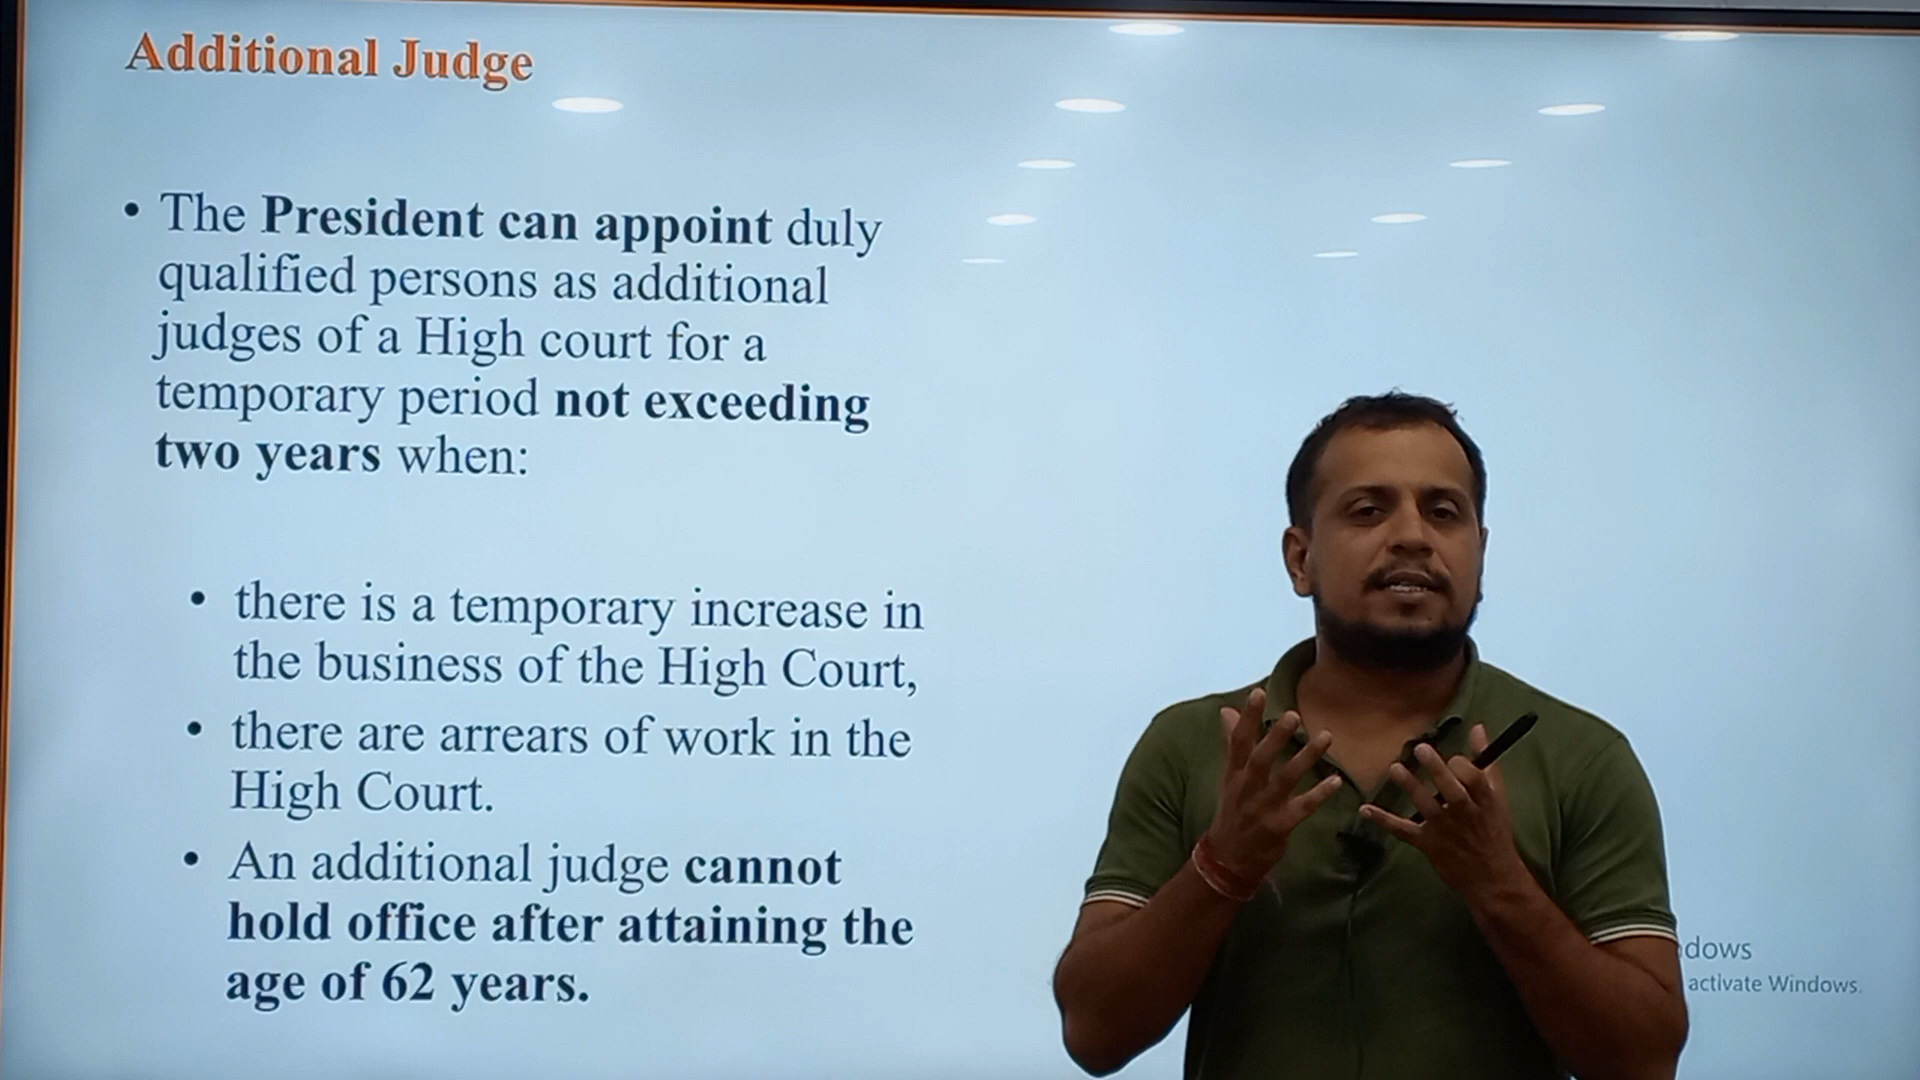 Additional Judge
• The President can appoint duly
qualified persons as additional
judges of a High court for a
temporary period not exceeding
two years when:
• there is a temporary increase in
the business of the High Court,
• there are arrears of work in the
High Court.
• An additional judge cannot
hold office after attaining the
age of 62 years.
activate Windows.